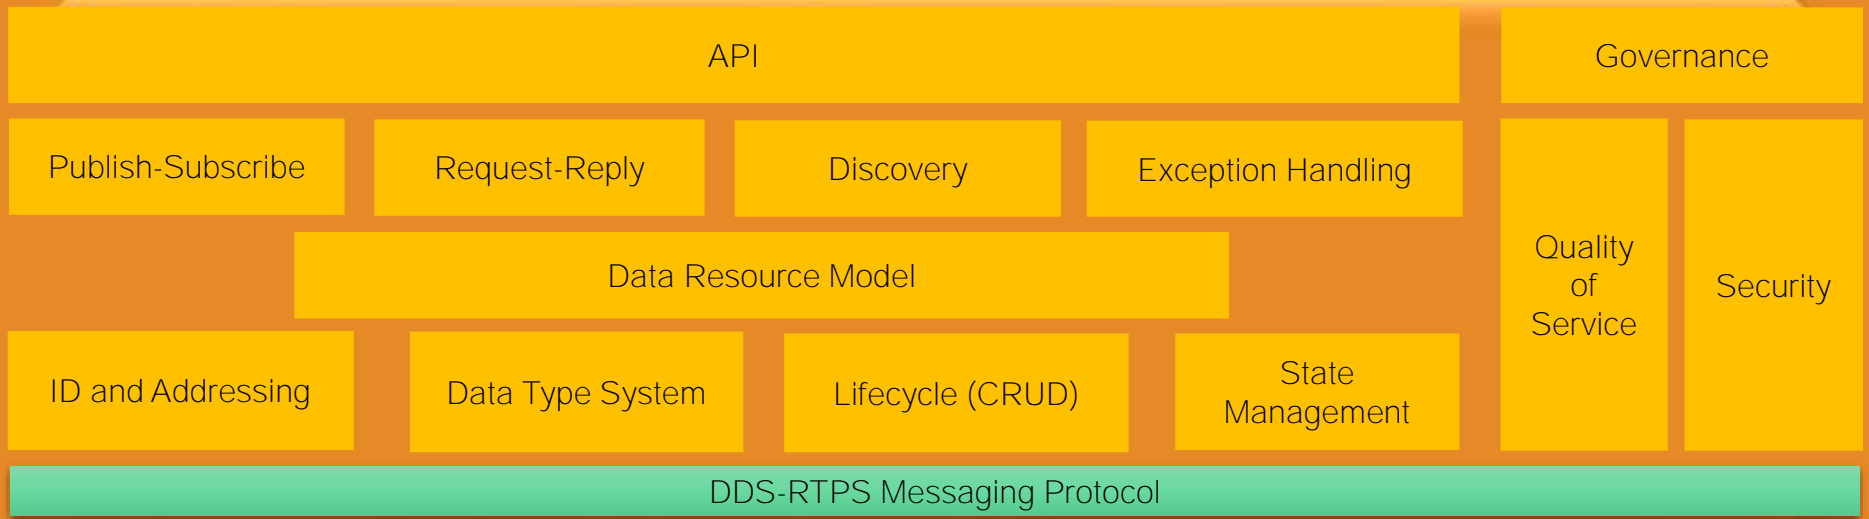 API
Governance
Publish-Subscribe
Request-Reply
Discovery
Exception Handling
Quality
of
Service
Security
Data Resource Model
ID and Addressing
Data Type System
Lifecycle (CRUD)
State
Management
DDS-RTPS Messaging Protocol